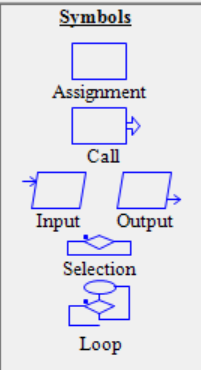 Symbols
Assignment
Call
Input Output
Selection
Loop